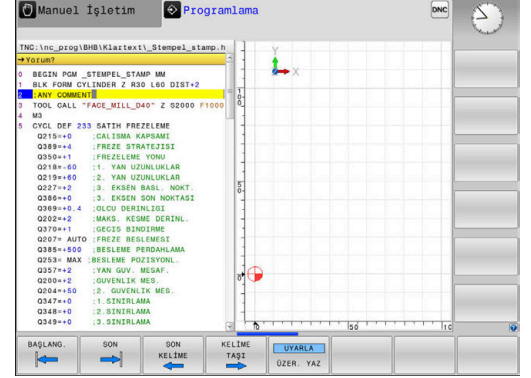 Manuel İşletim
Programlama
DNC
TNC:\nc_prog\BHB\Klartext\_Stempel_stamp.h
→Yorum?
0 BEGIN PGM _STEMPEL_STAMP MM
1 BLK FORM CYLINDER Z R30 L60 DIST+2
2 ;ANY COMMENT
3 TOOL CALL "FACE_MILL_D40" Z S2000 F1000
4 M3
5 CYCL DEF 233 SATIH FREZELEME
Q215=+0 ;CALISMA KAPSAMI
Q389=+4 ;FREZE STRATEJISI
Q350=+1 ;FREZELEME YONU
Q218=-60 ;1. YAN UZUNLUKLAR
Q219=+60 ;2. YAN UZUNLUKLAR
Q227=+2 ;3. EKSEN BASL. NOKT.
Q386=+0 ;3. EKSEN SON NOKTASI
Q369=+0.4 ;OLCU DERINLIGI
Q202=+2 ;MAKS. KESME DERINL.
Q370=+1 ;GECIS BINDIRME
Q207= AUTO ;FREZE BESLEMESI
Q385=+500 ;BESLEME PERDAHLAMA
Q253= MAX ;BESLEME POZISYONL.
Q357=+2 ;YAN GUV. MESAF.
Q200=+2 ;GUVENLIK MES.
Q204=+50 ;2. GUVENLIK MES.
Q347=+0 ;1.SINIRLAMA
Q348=+0 ;2.SINIRLAMA
Q349=+0 ;3.SINIRLAMA
Y
X
100
50
0
0
50
10
BAŞLANG.
SON
SON KELİME
KELİME TAŞI
UYARLA
ÜZER. YAZ